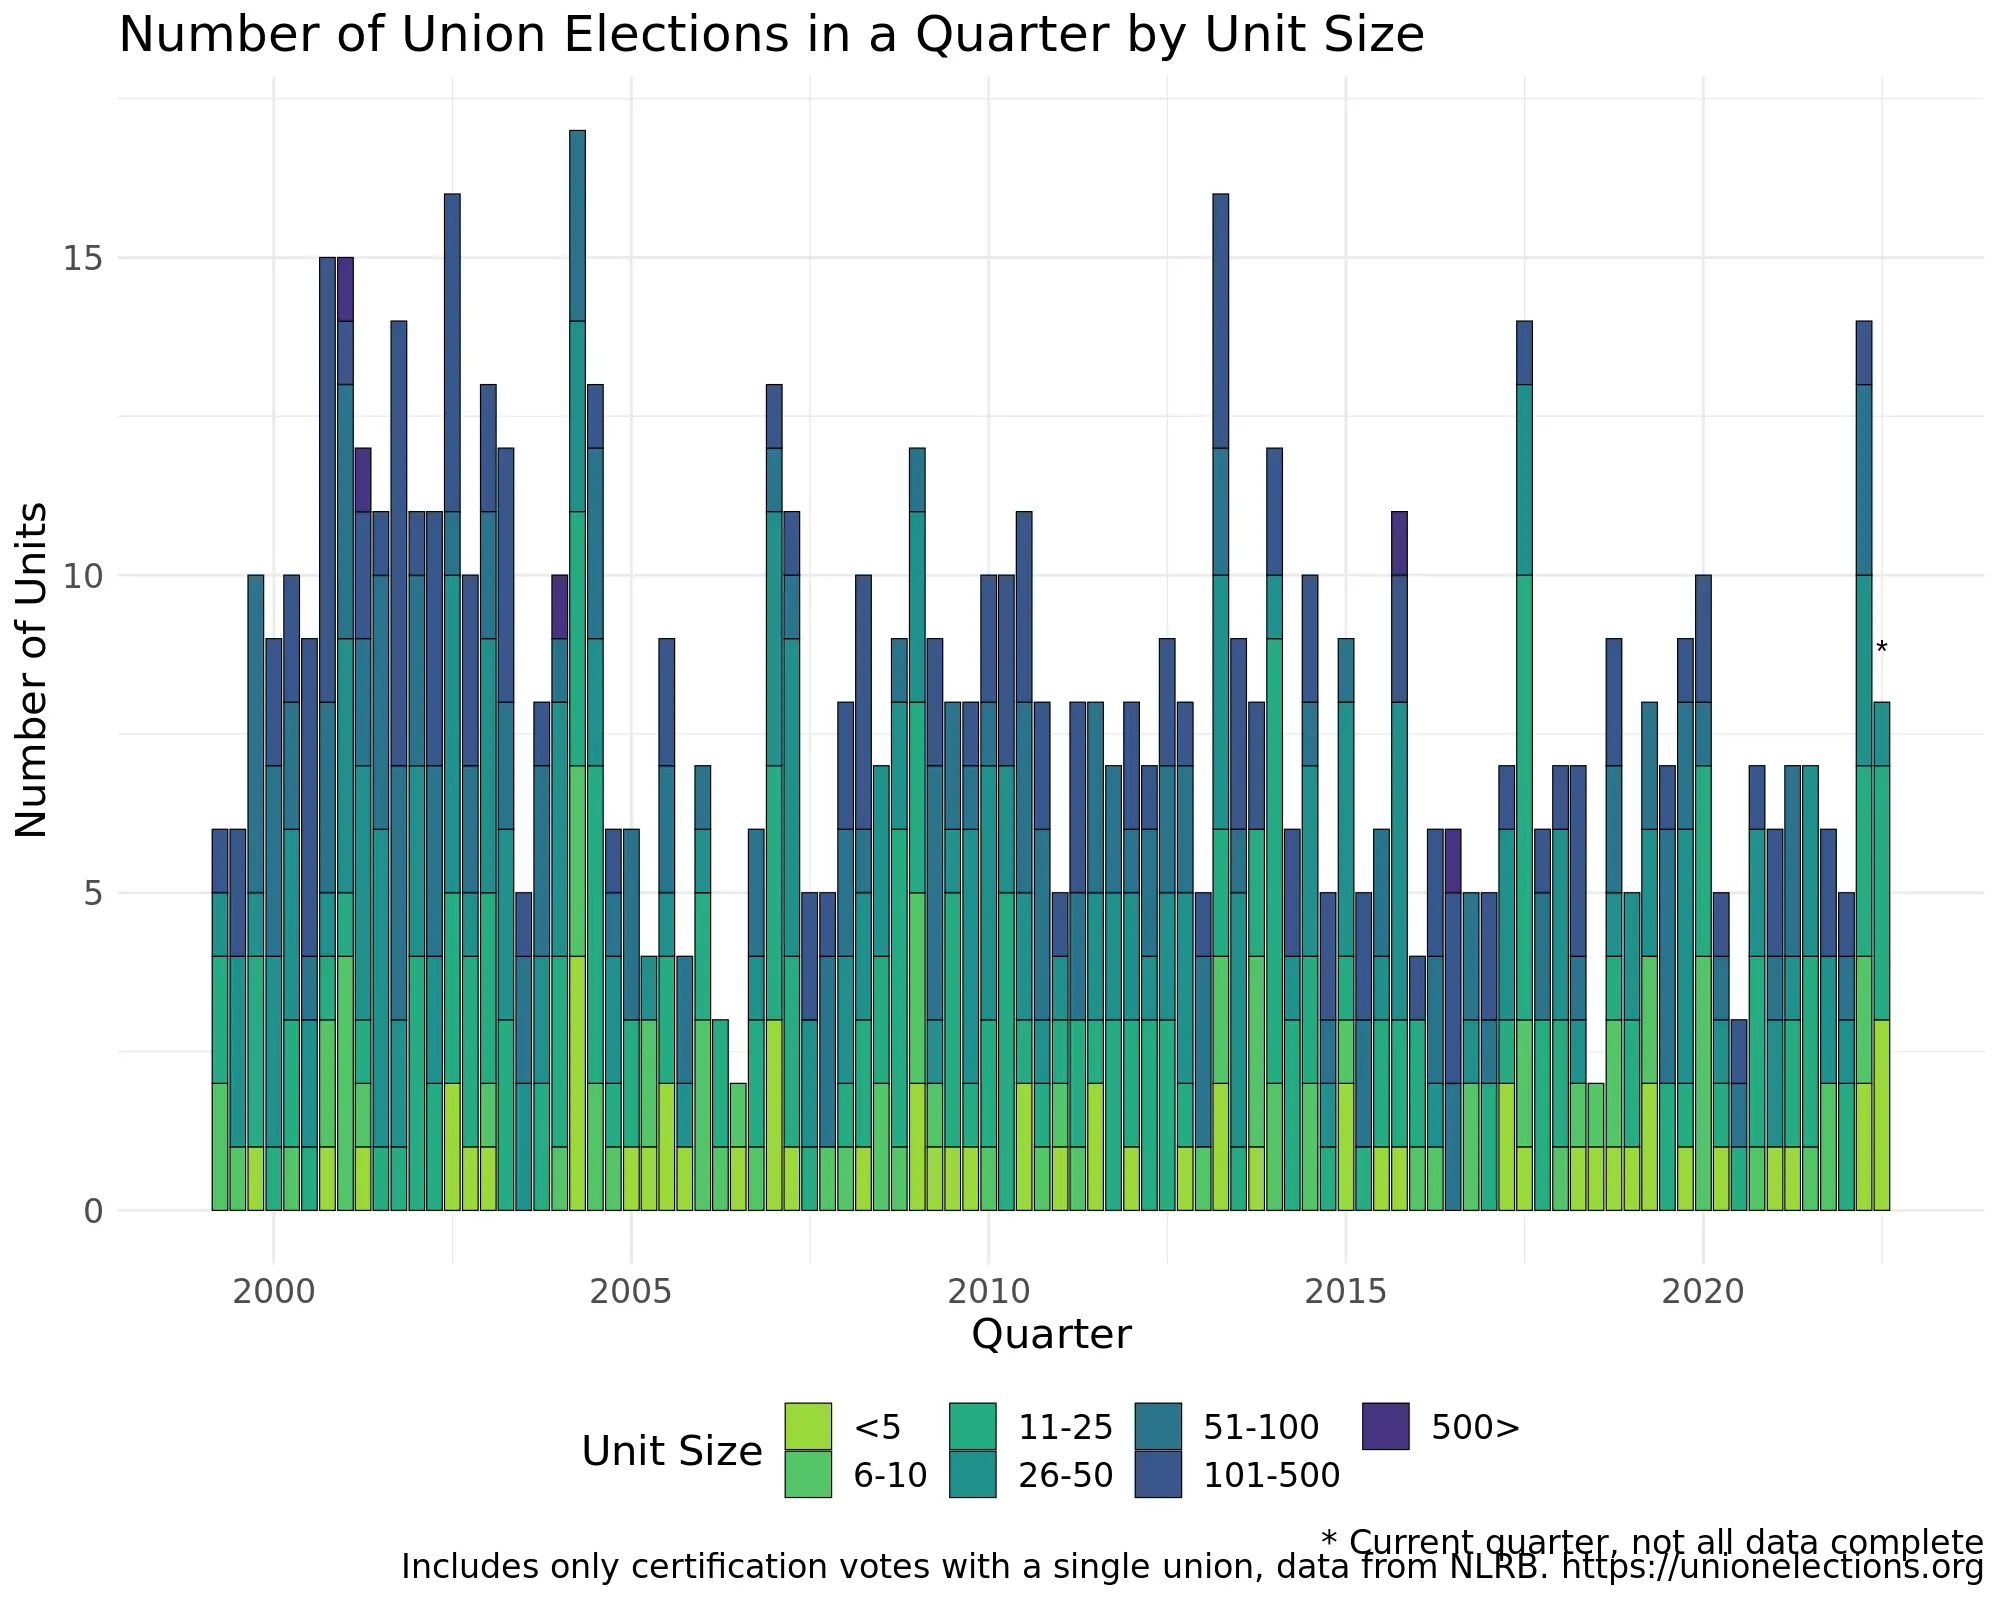 Number of Union Elections in a Quarter by Unit Size
Number of Units
15
10
5
0
*
2000 2005 2010 2015 2020
Quarter
Unit Size
<5 11-25 51-100 500>
6-10 26-50 101-500
* Current quarter, not all data complete
Includes only certification votes with a single union, data from NLRB. https://unionelections.org